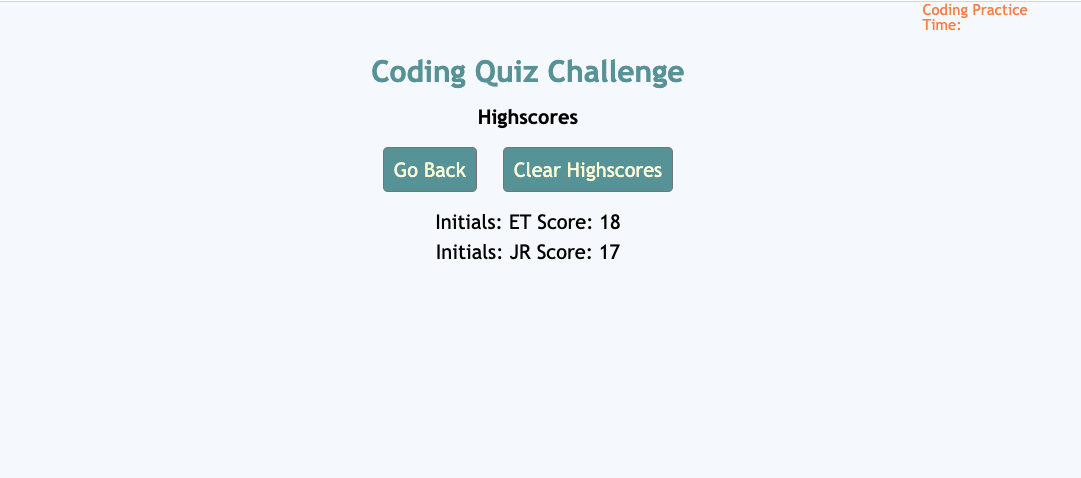 Coding Practice
Time:
Coding Quiz Challenge
Highscores
Go Back
Clear Highscores
Initials: ET Score: 18
Initials: JR Score: 17